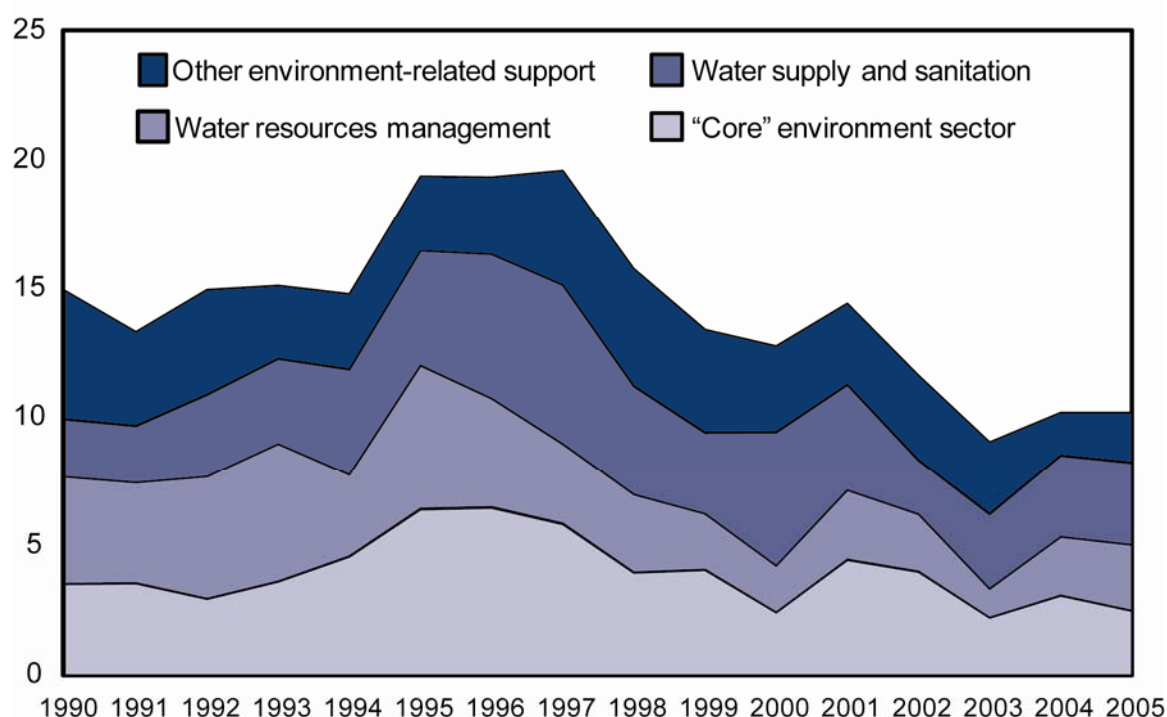 25
Other environment-related support
Water supply and sanitation
Water resources management
“Core” environment sector
20
15
10
5
0
1990 1991 1992 1993 1994 1995 1996 1997 1998 1999 2000 2001 2002 2003 2004 2005